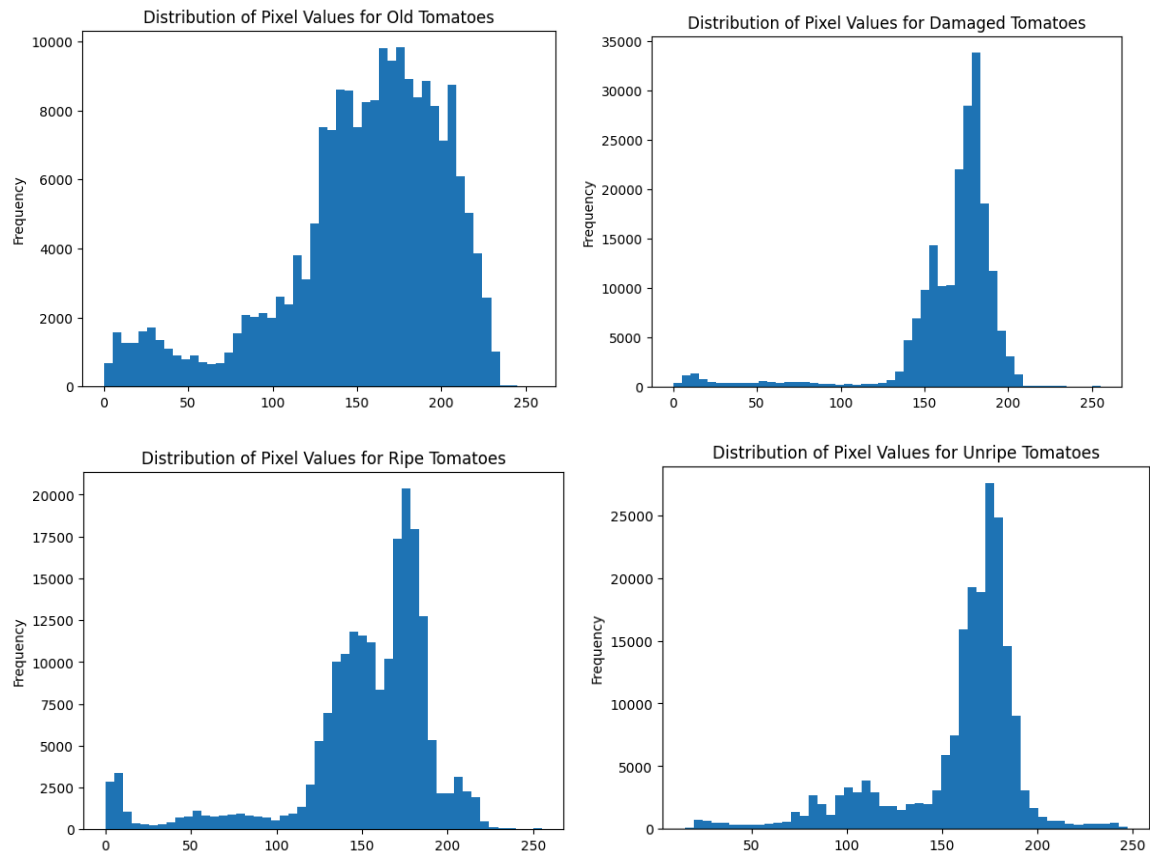 Distribution of Pixel Values for Old Tomatoes
10000
8000
6000
4000
2000
0
Frequency
0 50 100 150 200 250
Distribution of Pixel Values for Damaged Tomatoes
35000
30000
25000
20000
15000
10000
5000
0
Frequency
0 50 100 150 200 250
Distribution of Pixel Values for Ripe Tomatoes
20000
17500
15000
12500
10000
7500
5000
2500
0
Frequency
0 50 100 150 200 250
Distribution of Pixel Values for Unripe Tomatoes
25000
20000
15000
10000
5000
0
Frequency
50 100 150 200 250